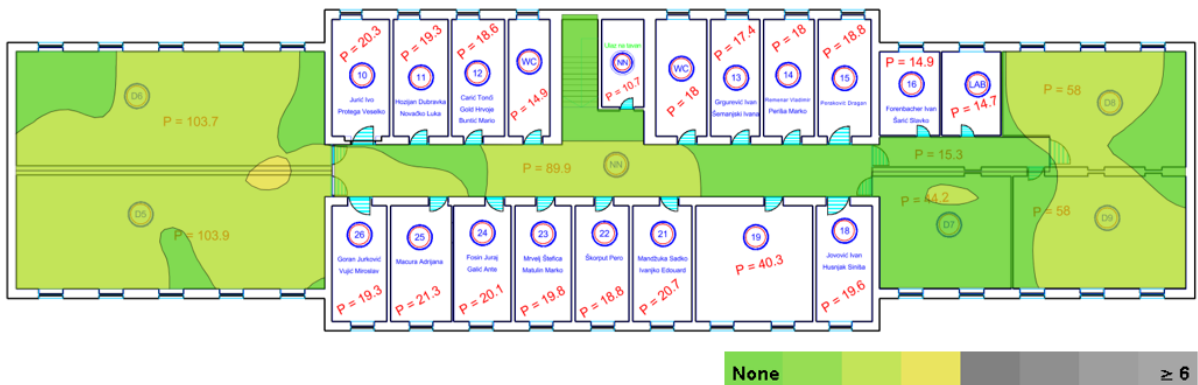 P = 20.3
10
Jurić Ivo
Protega Veselko
P = 19.3
11
Hozjan Dubravka
Novačko Luka
P = 18.6
12
Carić Tonči
Gold Hrvoje
Buntić Mario
WC
P = 14.9
Ulaz na tavan
NN
P = 10.7
WC
P = 18
P = 17.4
13
Grgurević Ivan
Šemanjski Ivana
P = 18
14
Remenar Vladimir
Periša Marko
P = 18.8
15
Peraković Dragan
P = 14.9
16
Forenbacher Ivan
Šarić Slavko
LAB
P = 14.7
P = 58
D8
D6
P = 103.7
P = 89.9
NN
P = 15.3
D5
P = 103.9
P = 44.2
D7
P = 58
D9
26
Goran Jurković
Vujić Miroslav
P = 19.3
25
Macura Adrijana
P = 21.3
24
Fosin Juraj
Galić Ante
P = 20.1
23
Mrvelj Štefica
Matulin Marko
P = 19.8
22
Škorput Pero
P = 18.8
21
Mandžuka Sadko
Ivanjko Edouard
P = 20.7
19
P = 40.3
18
Jovović Ivan
Husnjak Siniša
P = 19.6
None
≥ 6